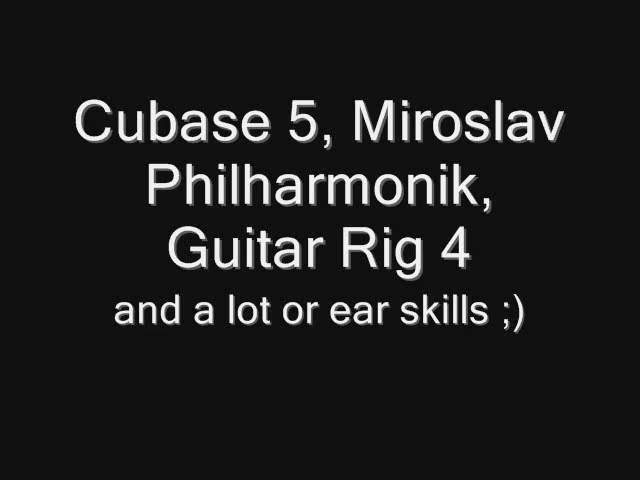 Cubase 5, Miroslav
Philharmonik,
Guitar Rig 4
and a lot or ear skills ;)